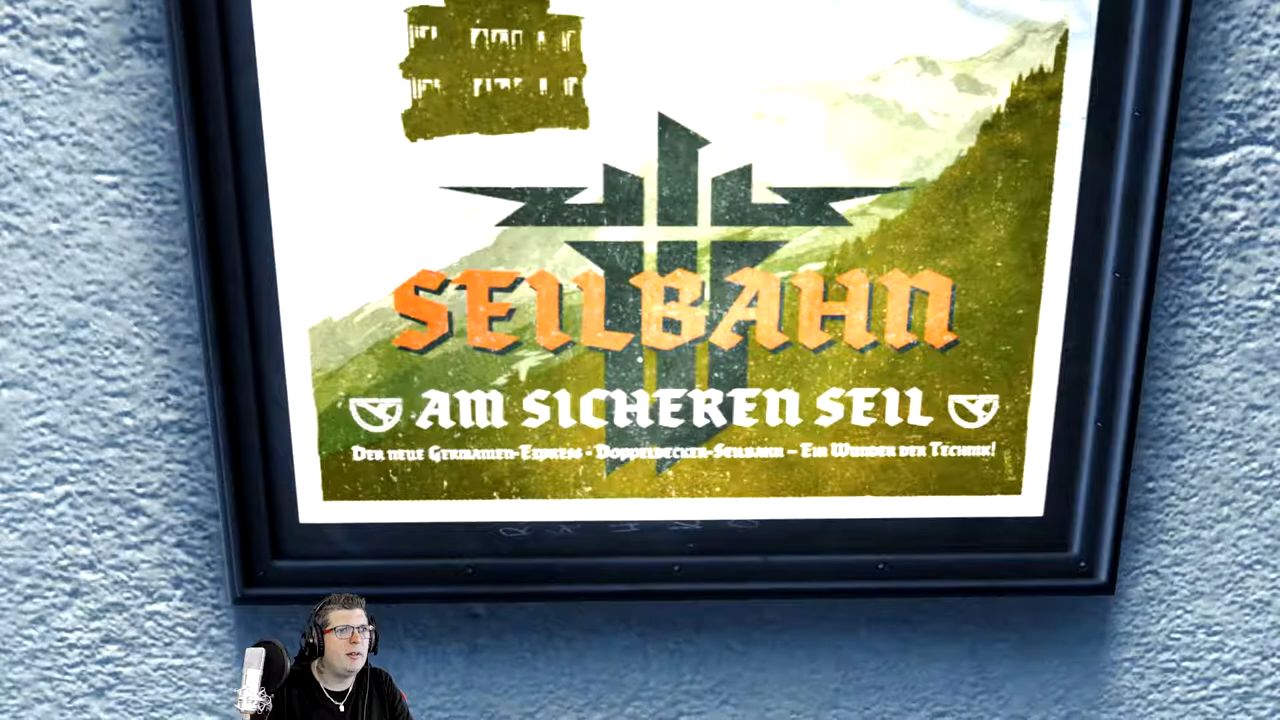 SEILBAHN
AM SICHEREN SEIL
DER NEUE GERMANIEN-EXPRESS - DOPPELDECKER-SEILBAHN – EIN WUNDER DER TECHNIK!